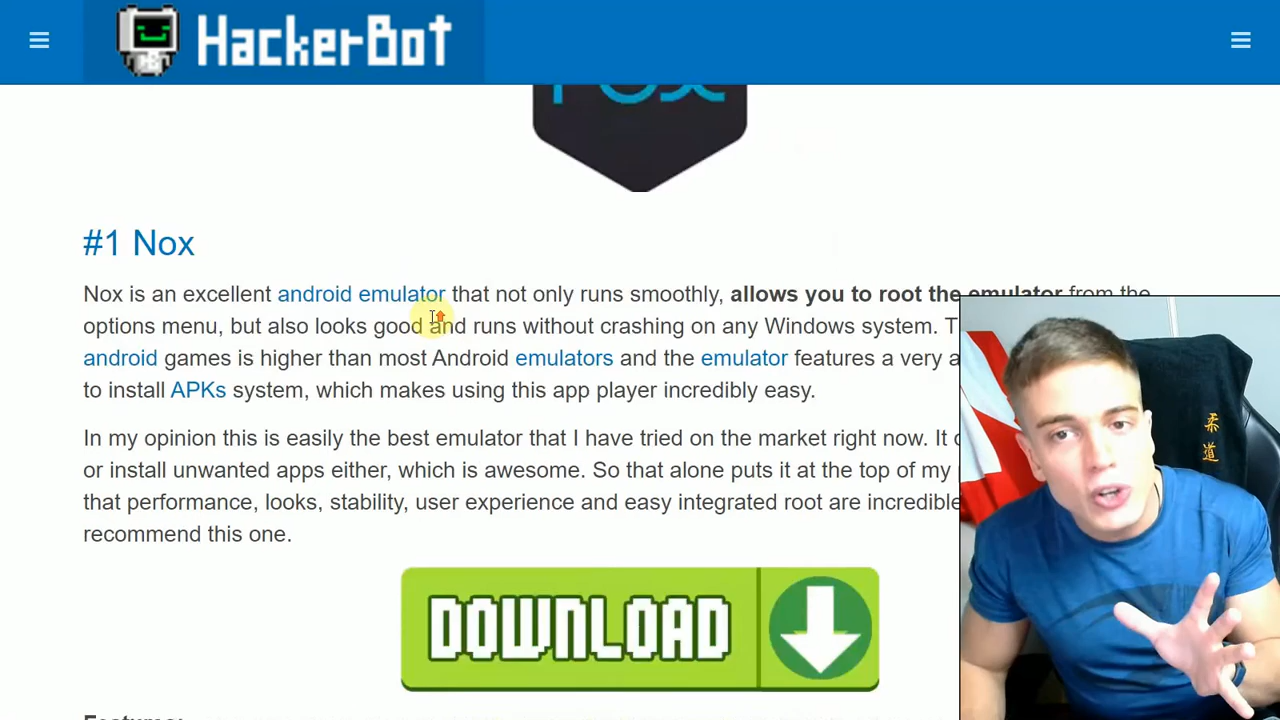 HackerBot
nox
#1 Nox
Nox is an excellent android emulator that not only runs smoothly, allows you to root the emulator from the
options menu, but also looks good and runs without crashing on any Windows system. T
android games is higher than most Android emulators and the emulator features a very a
to install APKs system, which makes using this app player incredibly easy.
In my opinion this is easily the best emulator that I have tried on the market right now. It
or install unwanted apps either, which is awesome. So that alone puts it at the top of my
that performance, looks, stability, user experience and easy integrated root are incredible
recommend this one.
DOWNLOAD
Features:
柔
道